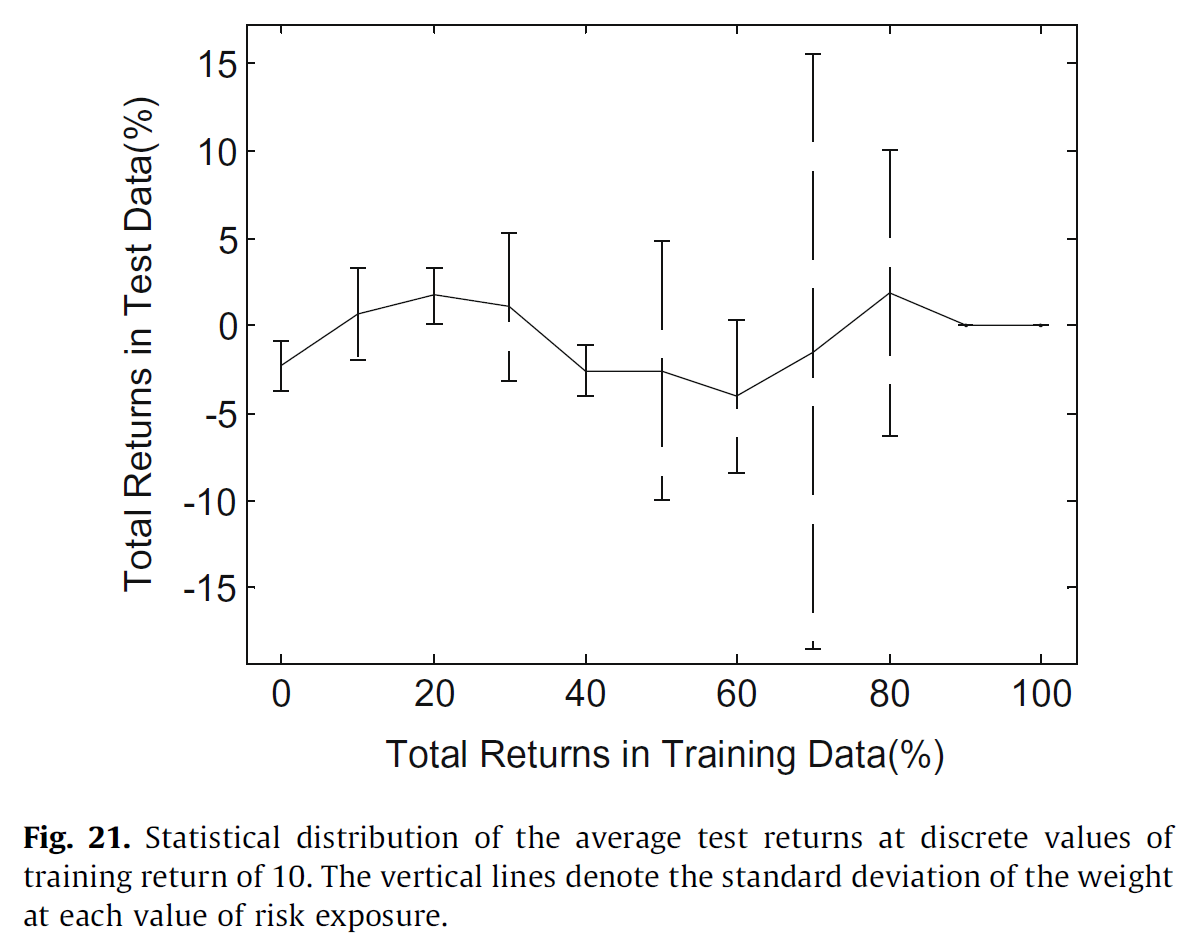 15
10
5
0
-5
-10
-15
Total Returns in Test Data(%)
0 20 40 60 80 100
Total Returns in Training Data(%)
Fig. 21. Statistical distribution of the average test returns at discrete values of
training return of 10. The vertical lines denote the standard deviation of the weight
at each value of risk exposure.